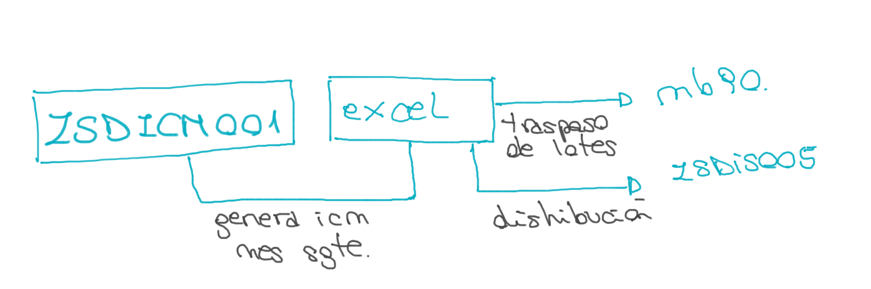 ZSDICM001
excel
mb90.
traspaso
de lotes
ZSDIS005
distribución
genera icm
mes sgte.